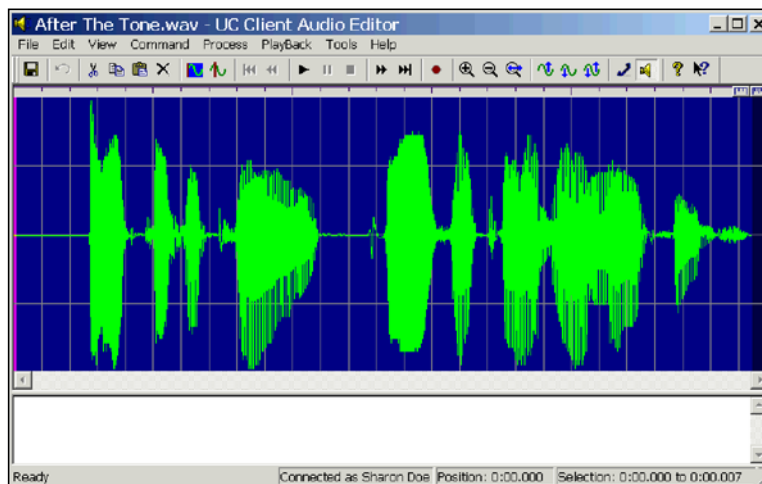 After The Tone.wav - UC Client Audio Editor
File Edit View Command Process PlayBack Tools Help
Ready Connected as Sharon Doe Position: 0:00.000 Selection: 0:00.000 to 0:00.007